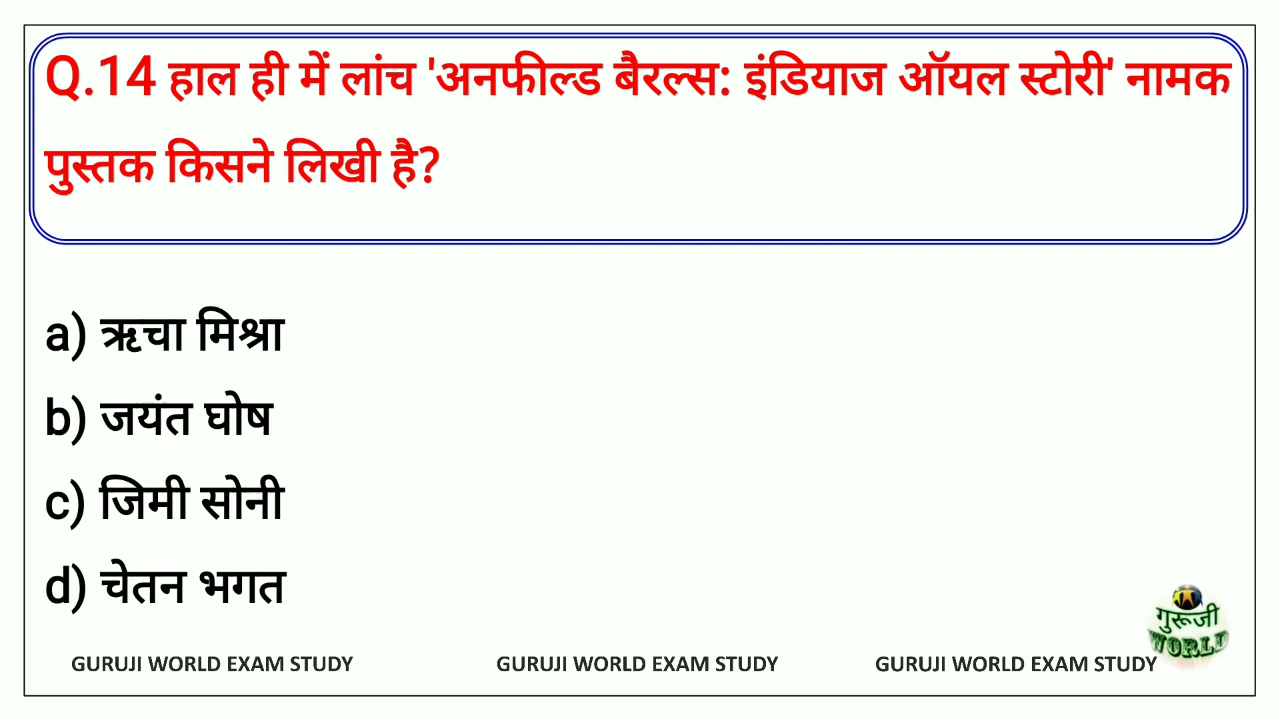 Q.14 हाल ही में लांच 'अनफील्ड बैरल्स: इंडियाज ऑयल स्टोरी' नामक
पुस्तक किसने लिखी है?
a) ऋचा मिश्रा
b) जयंत घोष
c) जिमी सोनी
d) चेतन भगत
गुरूजी
WORLD
GURUJI WORLD EXAM STUDY GURUJI WORLD EXAM STUDY GURUJI WORLD EXAM STUDY